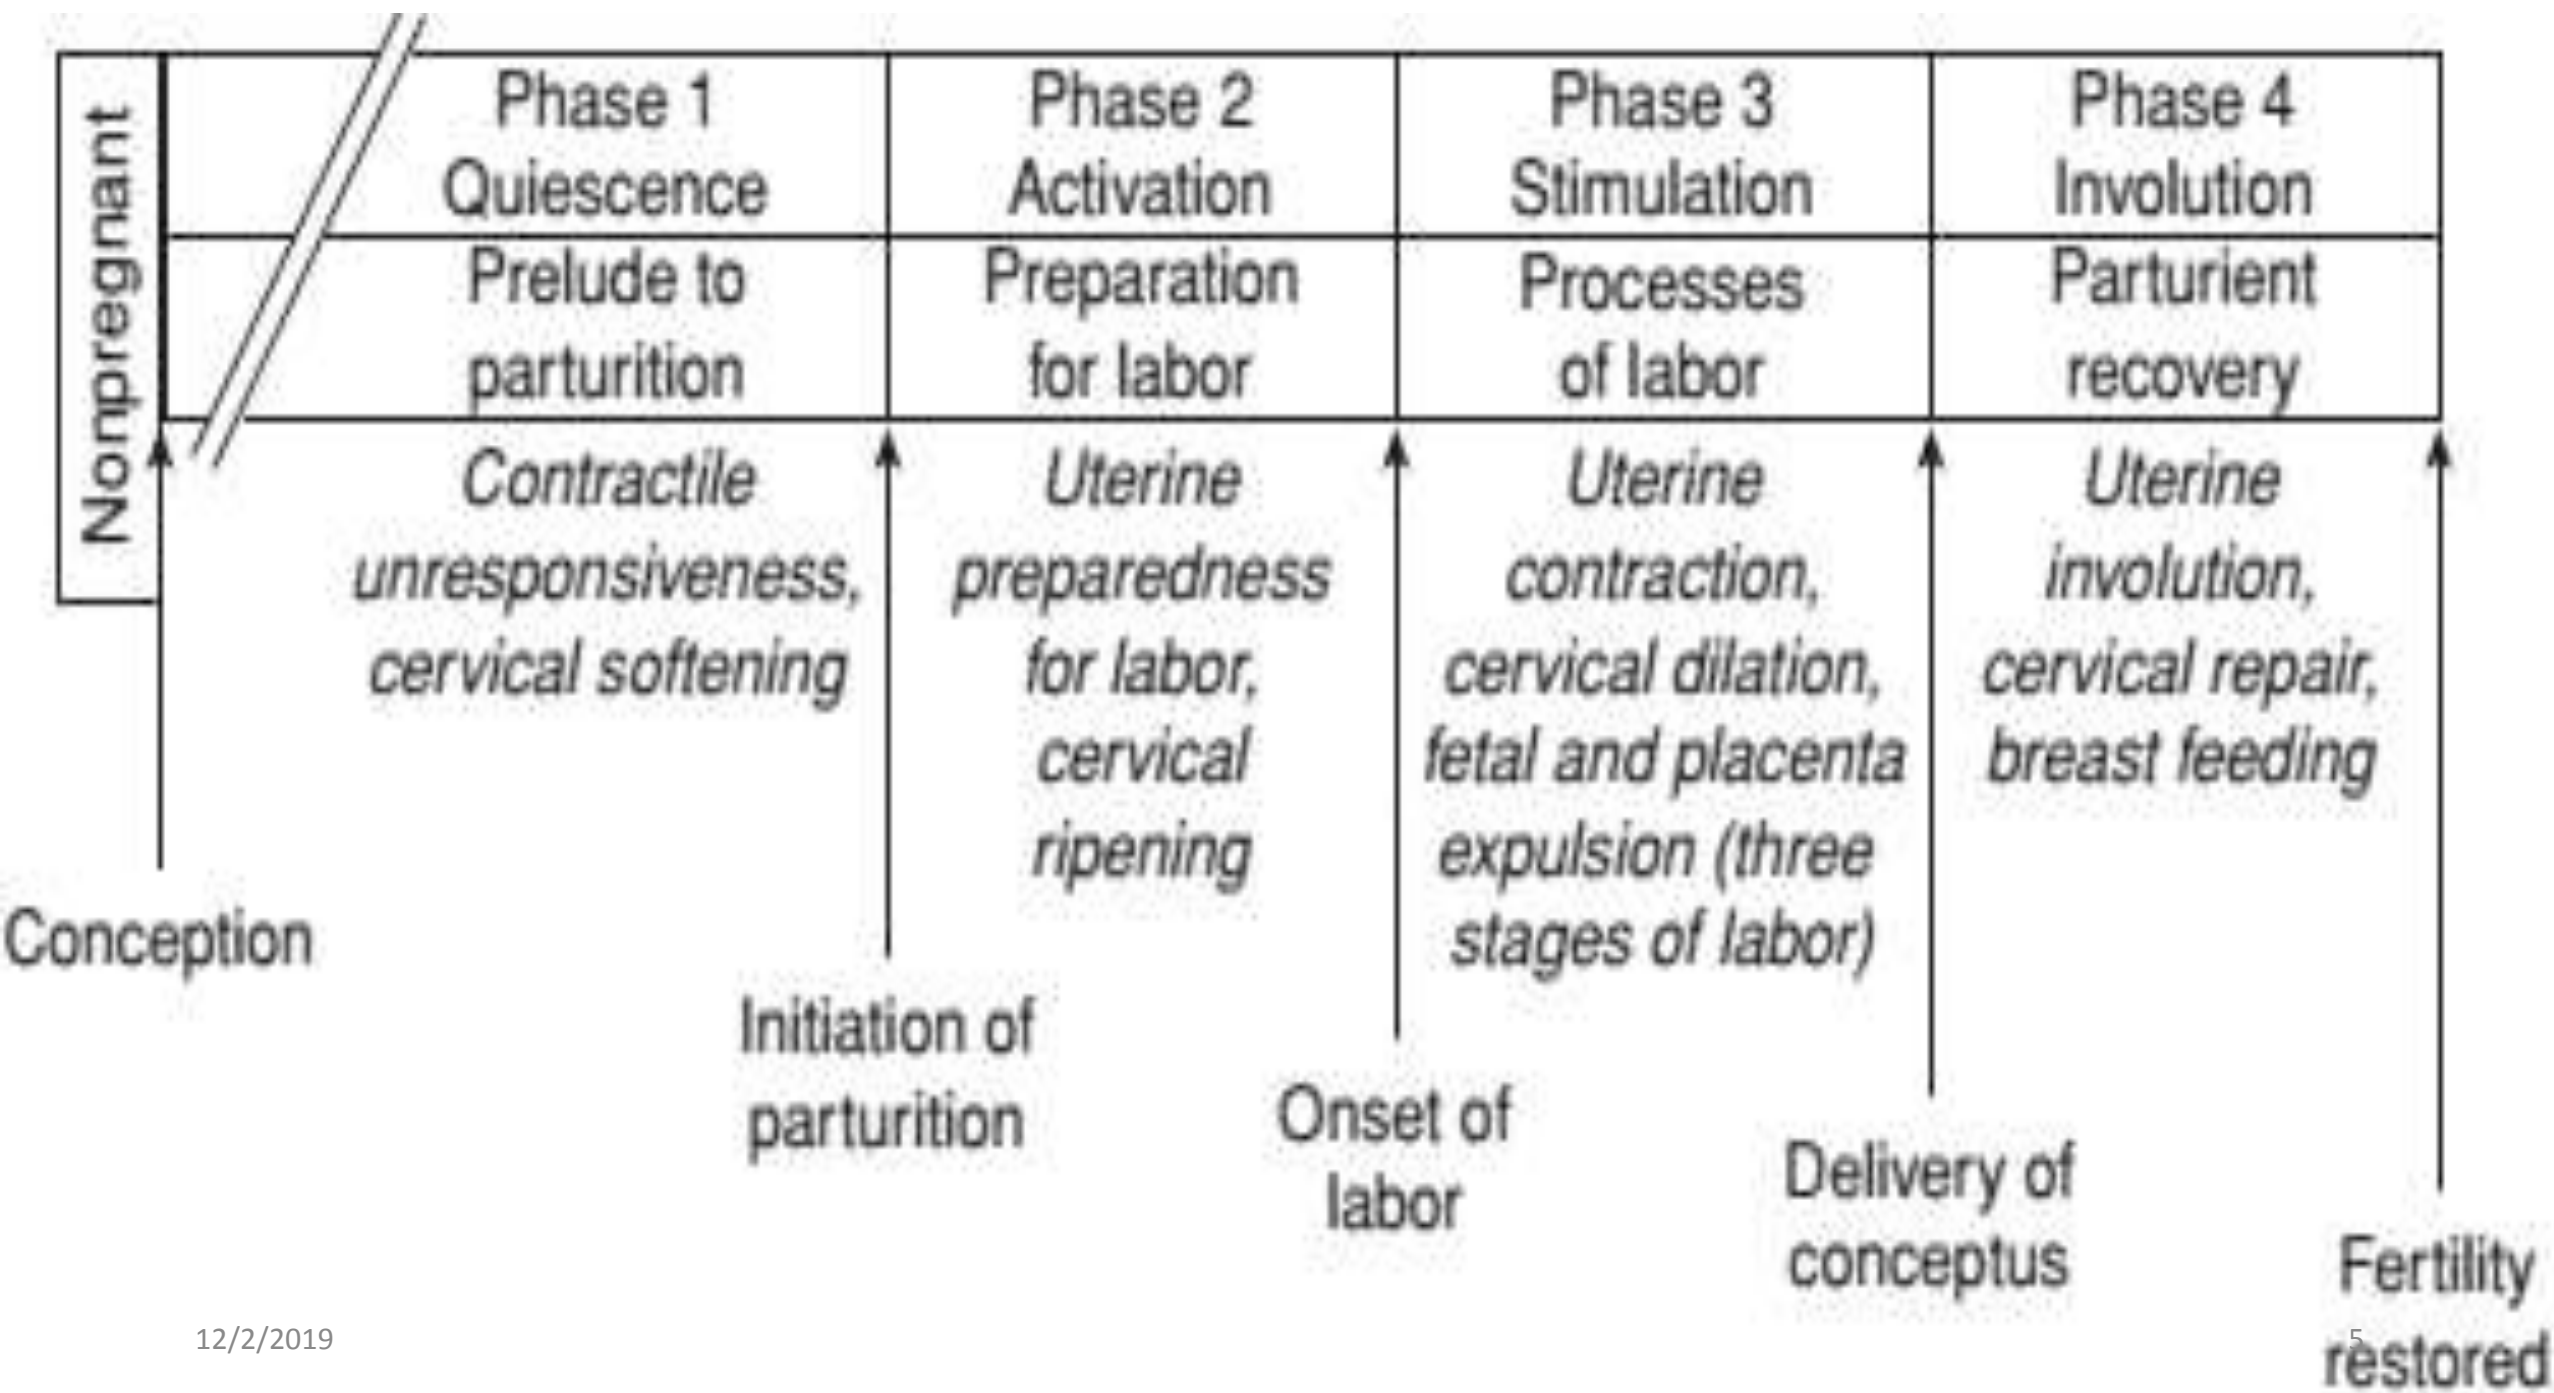 Nonpregnant
Phase 1
Quiescence
Prelude to
parturition
Contractile
unresponsiveness,
cervical softening
Phase 2
Activation
Preparation
for labor
Uterine
preparedness
for labor,
cervical
ripening
Phase 3
Stimulation
Processes
of labor
Uterine
contraction,
cervical dilation,
fetal and placenta
expulsion (three
stages of labor)
Phase 4
Involution
Parturient
recovery
Uterine
involution,
cervical repair,
breast feeding
Conception
Initiation of
parturition
Onset of
labor
Delivery of
conceptus
Fertility
restored
12/2/2019
5